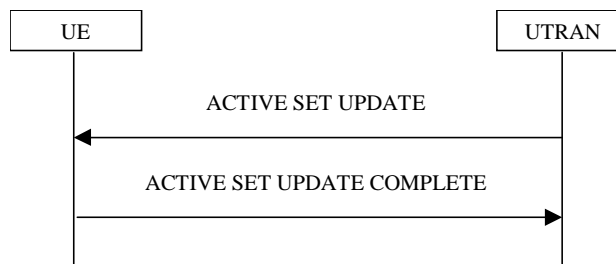 UE
UTRAN
ACTIVE SET UPDATE
ACTIVE SET UPDATE COMPLETE